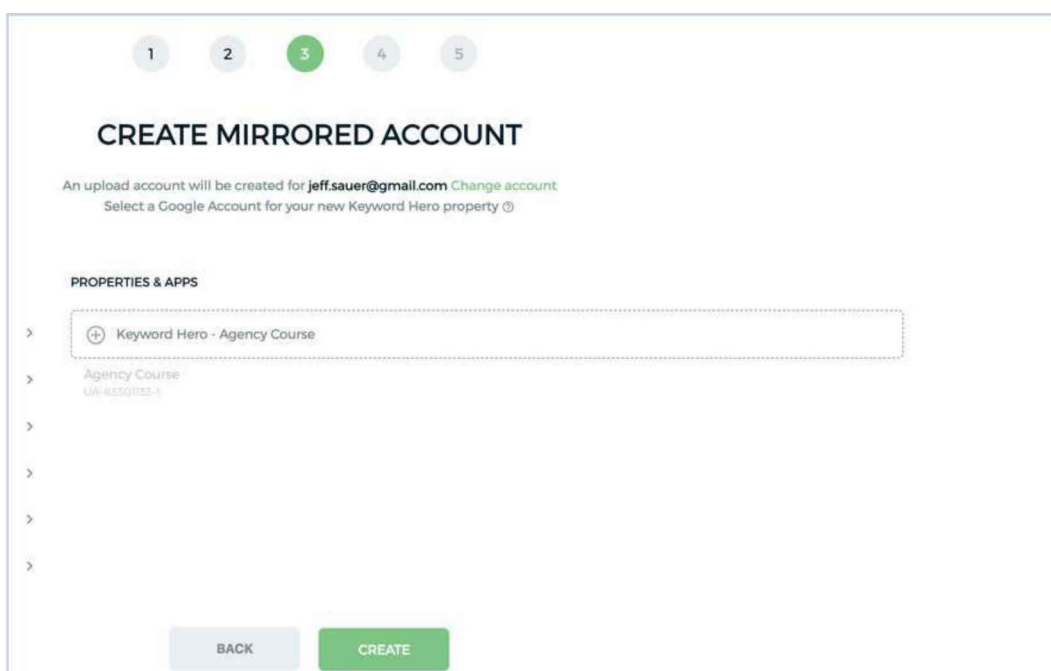 1 2 3 4 5
CREATE MIRRORED ACCOUNT
An upload account will be created for jeff.sauer@gmail.com Change account
Select a Google Account for your new Keyword Hero property
PROPERTIES & APPS
Keyword Hero - Agency Course
Agency Course
BACK CREATE